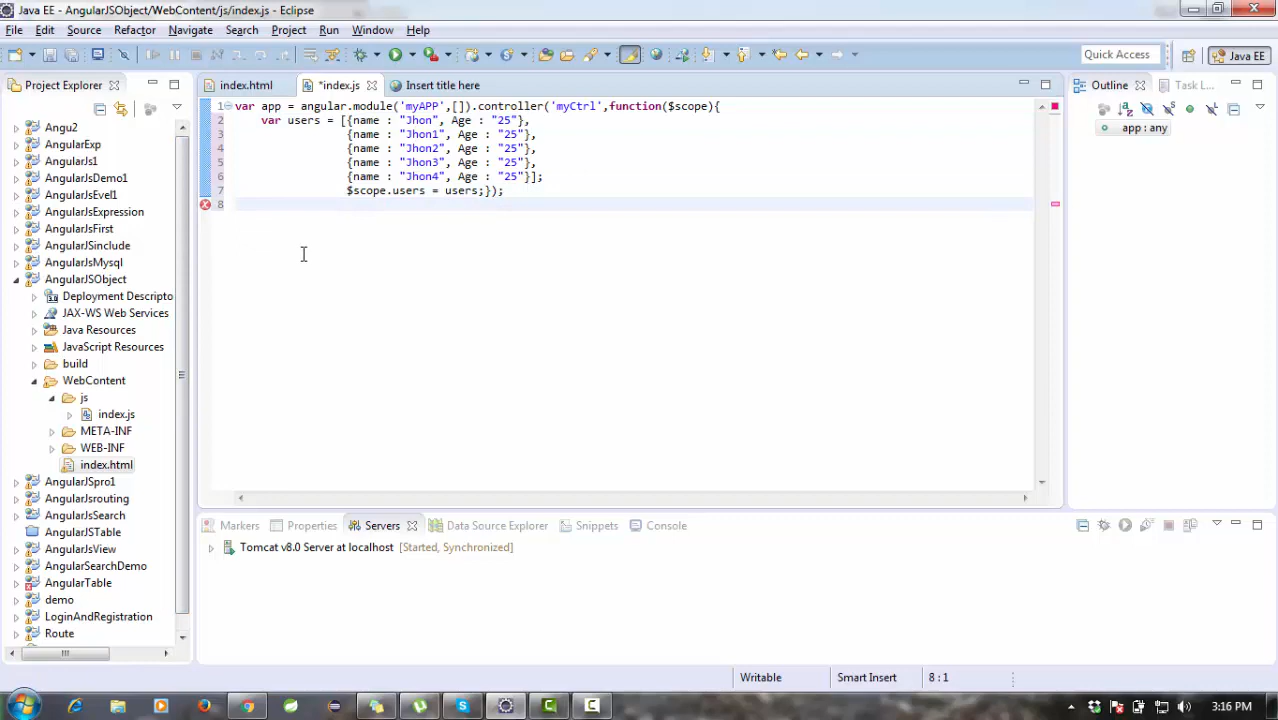 Java EE - AngularJSObject/WebContent/js/index.js - Eclipse
File Edit Source Refactor Navigate Search Project Run Window Help
Quick Access Java EE
Project Explorer
index.html *index.js Insert title here
Outline Task L
Angu2
AngularExp
AngularJs1
AngularJsDemo1
AngularJsEvel1
AngularJsExpression
AngularJsFirst
AngularJSinclude
AngularJsMysql
AngularJSObject
Deployment Descripto
JAX-WS Web Services
Java Resources
JavaScript Resources
build
WebContent
js
index.js
META-INF
WEB-INF
index.html
AngularJSpro1
AngularJsrouting
AngularJsSearch
AngularJSTable
AngularJsView
AngularSearchDemo
AngularTable
demo
LoginAndRegistration
Route
1 var app = angular.module('myAPP',[]).controller('myCtrl',function($scope){
2 var users = [{name : "Jhon", Age : "25"},
3 {name : "Jhon1", Age : "25"},
4 {name : "Jhon2", Age : "25"},
5 {name : "Jhon3", Age : "25"},
6 {name : "Jhon4", Age : "25"}];
7 $scope.users = users;});
8
app : any
Markers Properties Servers Data Source Explorer Snippets Console
Tomcat v8.0 Server at localhost [Started, Synchronized]
Writable Smart Insert 8 : 1
3:16 PM